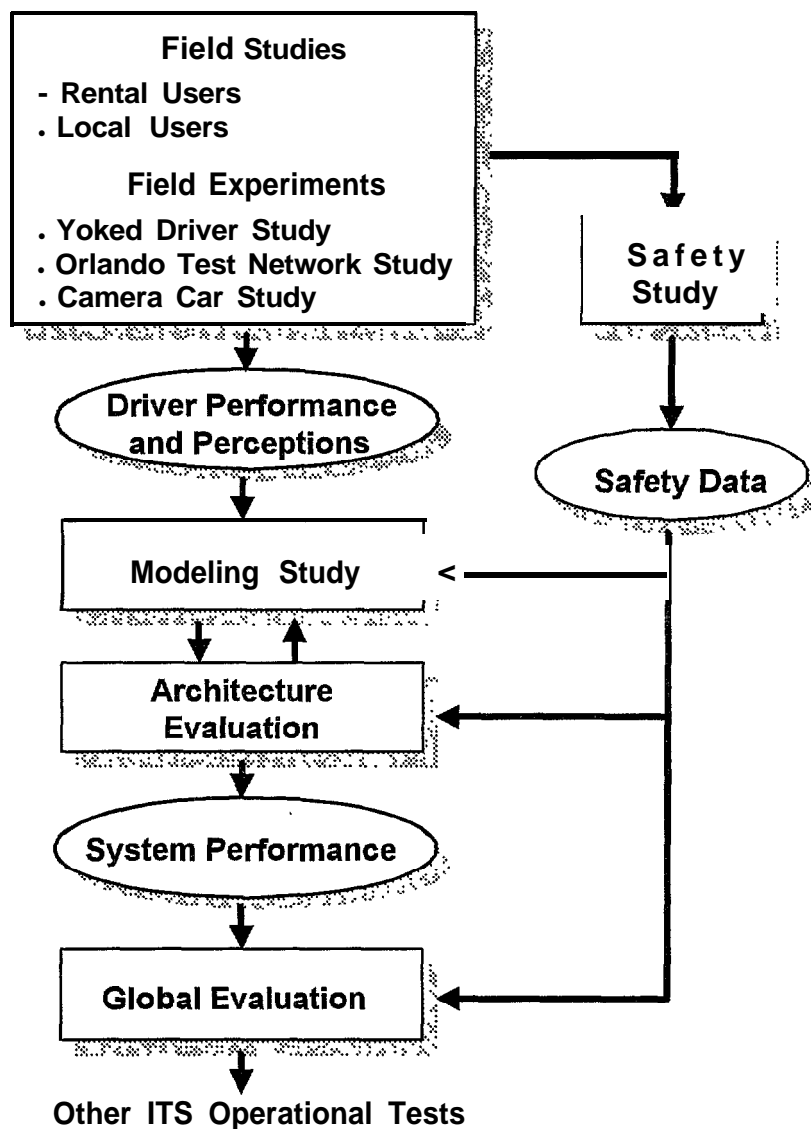 Field Studies
- Rental Users
. Local Users
Field Experiments
. Yoked Driver Study
. Orlando Test Network Study
. Camera Car Study
Safety
Study
Driver Performance
and Perceptions
Safety Data
Modeling Study
<
Architecture
Evaluation
System Performance
Global Evaluation
Other ITS Operational Tests